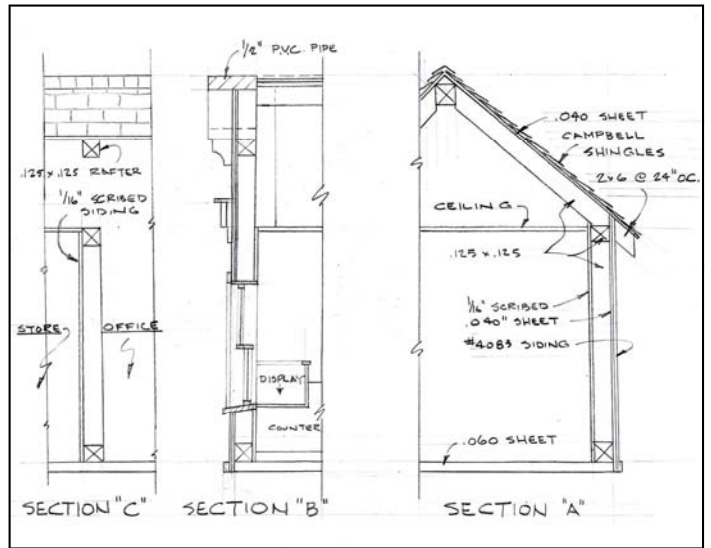 1/2" P.V.C. PIPE
.125 x .125 RAFTER
1/16" SCRIBED
SIDING
STORE
OFFICE
DISPLAY
COUNTER
.040 SHEET
CAMPBELL
SHINGLES
2x6 @ 24" O.C.
CEILING
.125 x .125
1/16" SCRIBED
.040" SHEET
#4083 SIDING
.060 SHEET
SECTION "C"
SECTION "B"
SECTION "A"